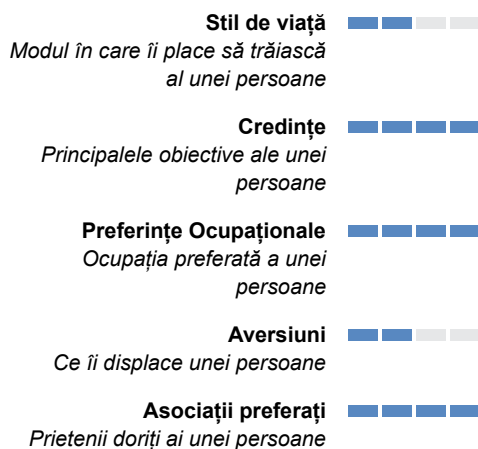 Stil de viață
Modul în care îi place să trăiască
al unei persoane
Credințe
Principalele obiective ale unei
persoane
Preferințe Ocupaționale
Ocupația preferată a unei
persoane
Aversiuni
Ce îi displace unei persoane
Asociații preferați
Prietenii doriți ai unei persoane